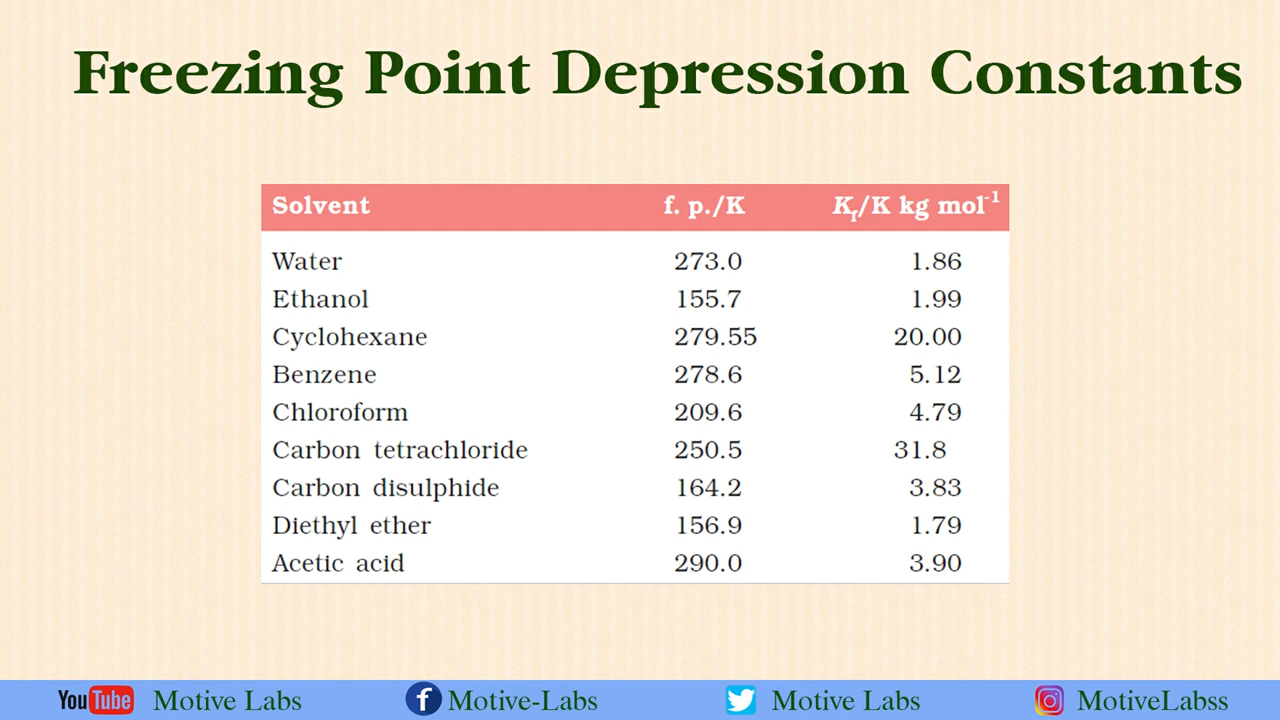 Freezing Point Depression Constants
Solvent f. p./K Kf/K kg mol-1
Water 273.0 1.86
Ethanol 155.7 1.99
Cyclohexane 279.55 20.00
Benzene 278.6 5.12
Chloroform 209.6 4.79
Carbon tetrachloride 250.5 31.8
Carbon disulphide 164.2 3.83
Diethyl ether 156.9 1.79
Acetic acid 290.0 3.90
YouTube Motive Labs f Motive-Labs Motive Labs MotiveLabss